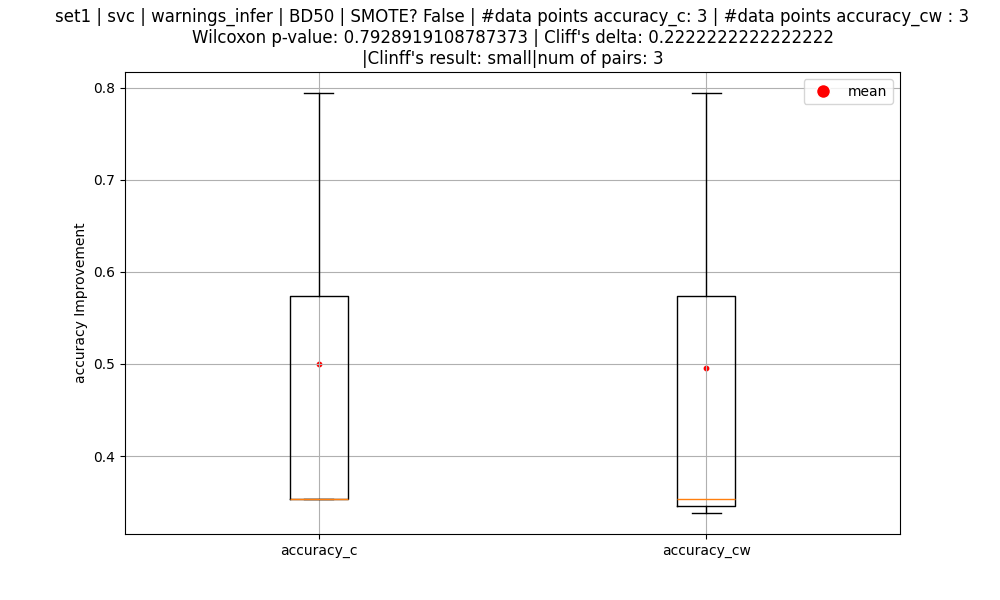 set1 | svc | warnings_infer | BD50 | SMOTE? False | #data points accuracy_c: 3 | #data points accuracy_cw : 3
Wilcoxon p-value: 0.7928919108787373 | Cliff's delta: 0.2222222222222222
|Clinff's result: small|num of pairs: 3
mean
0.8
0.7
0.6
0.5
0.4
accuracy Improvement
accuracy_c
accuracy_cw